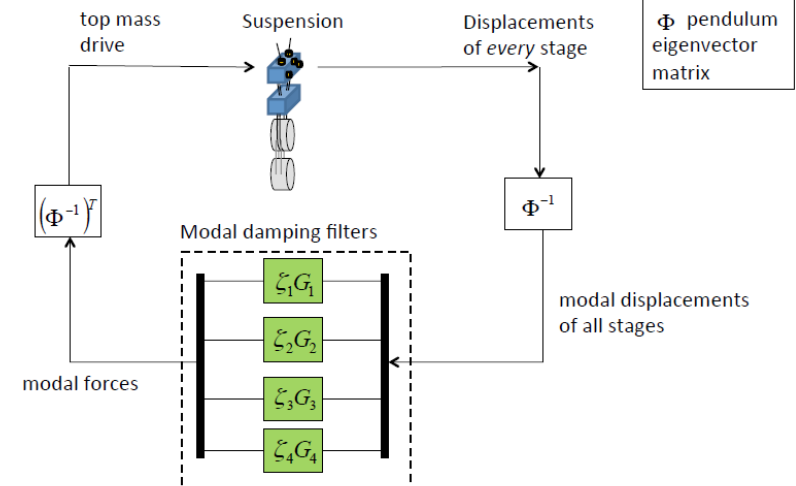 top mass
drive
Suspension
Displacements
of every stage
Φ pendulum
eigenvector
matrix
(Φ⁻¹)ᵀ
Φ⁻¹
Modal damping filters
ζ₁G₁
ζ₂G₂
ζ₃G₃
ζ₄G₄
modal displacements
of all stages
modal forces